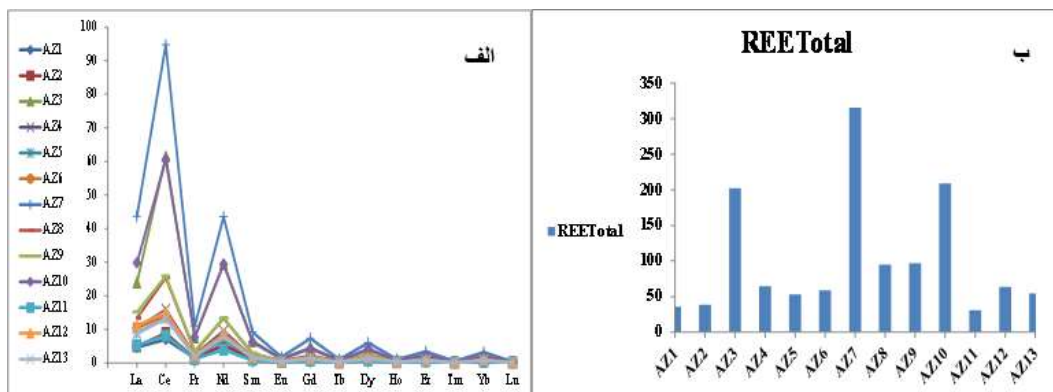 الف
100
90
80
70
60
50
40
30
20
10
0
AZ1
AZ2
AZ3
AZ4
AZ5
AZ6
AZ7
AZ8
AZ9
AZ10
AZ11
AZ12
AZ13
La Ce Pr Nd Sm Eu Gd Tb Dy Ho Er Tm Yb Lu
REETotal
ب
350
300
250
200
150
100
50
0
REETotal
AZ1 AZ2 AZ3 AZ4 AZ5 AZ6 AZ7 AZ8 AZ9 AZ10 AZ11 AZ12 AZ13